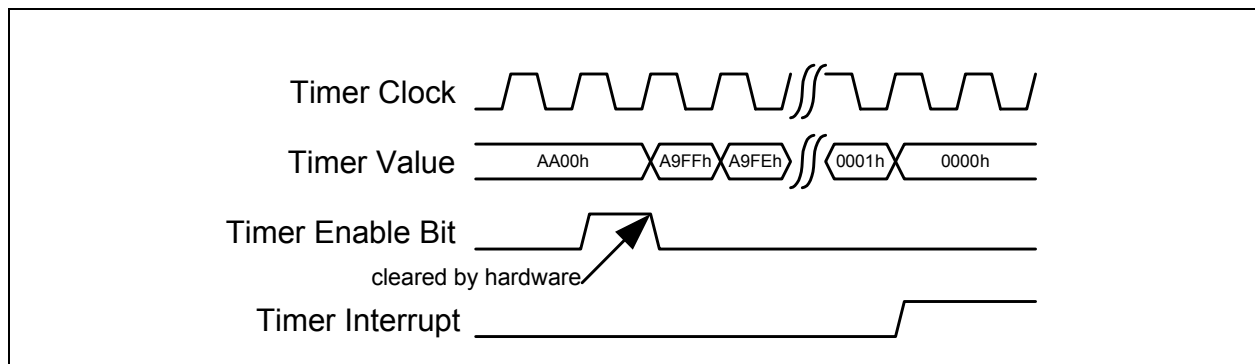 Timer Clock
Timer Value AA00h A9FFh A9FEh 0001h 0000h
Timer Enable Bit
cleared by hardware
Timer Interrupt